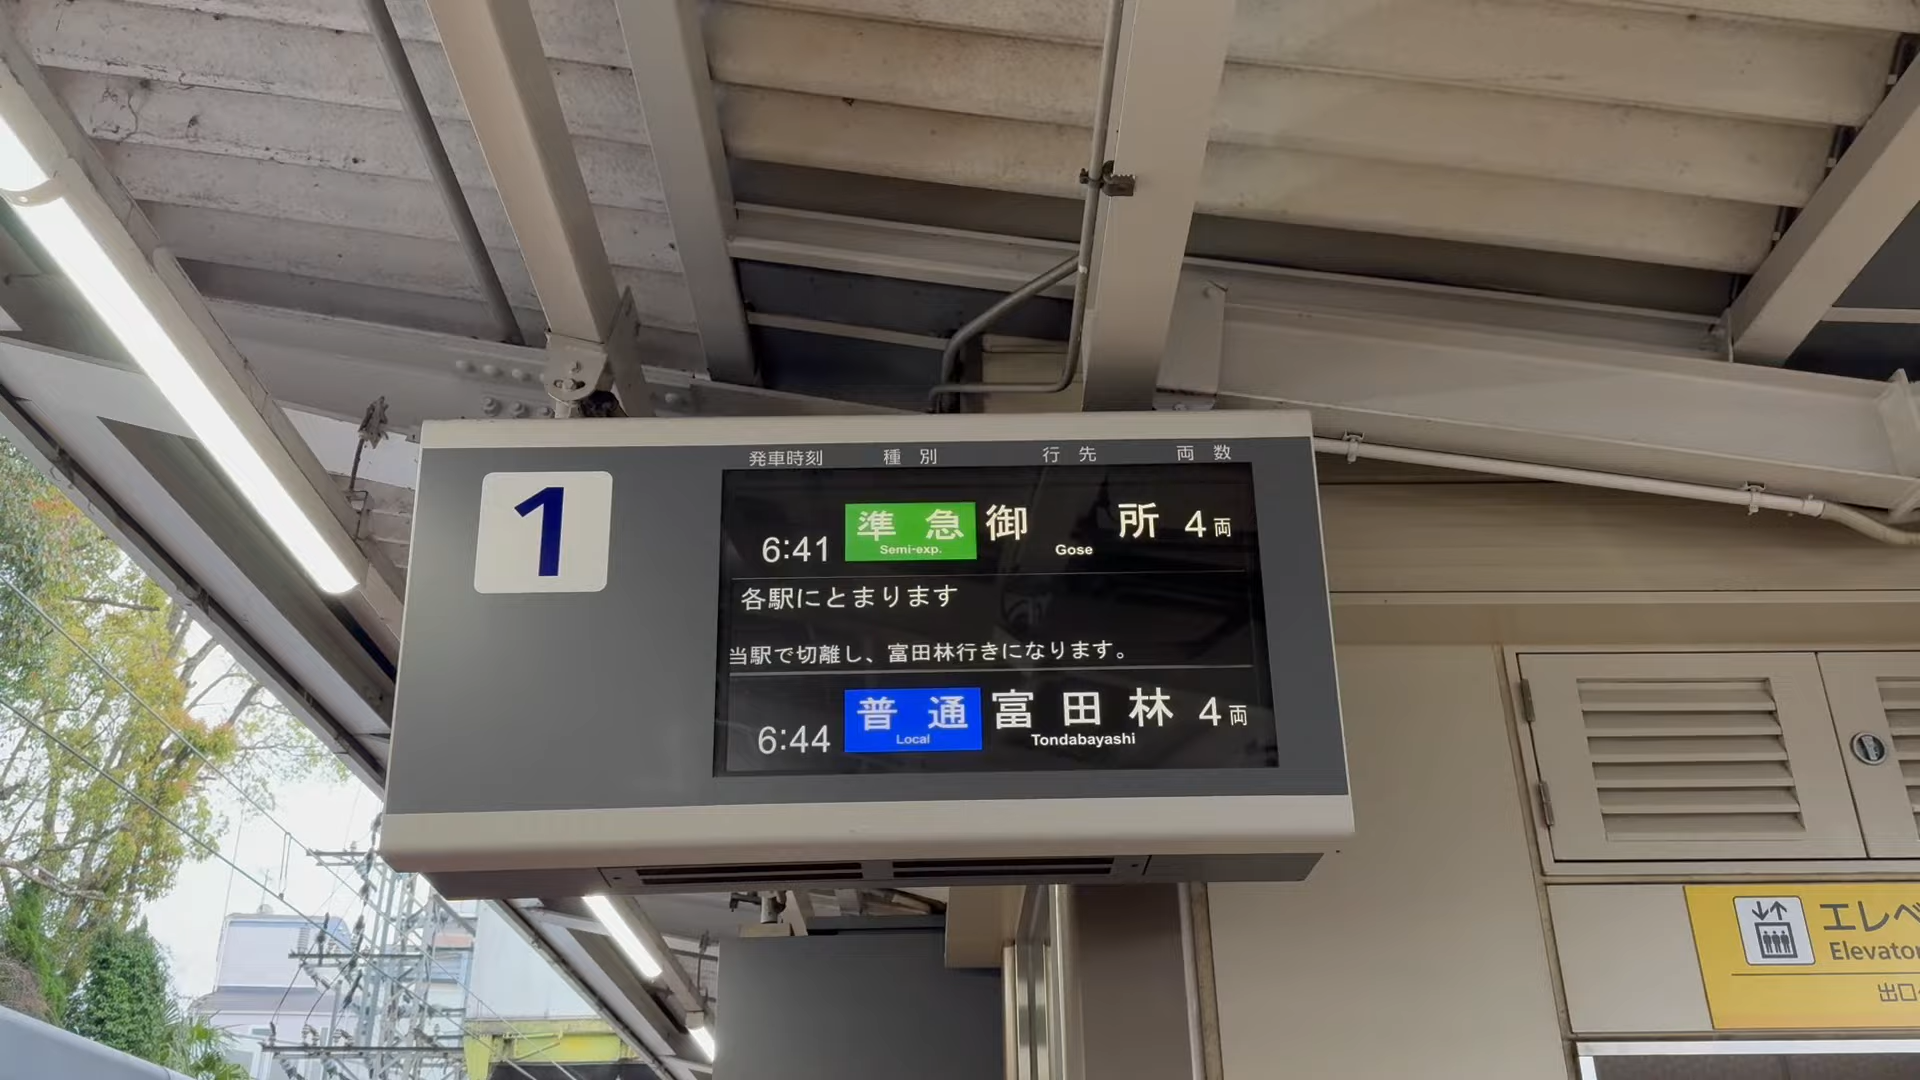 発車時刻 種別 行先 両数
1
6:41 準急 Semi-exp. 御所 Gose 4両
各駅にとまります
当駅で切離し、富田林行きになります。
6:44 普通 Local 富田林 Tondabayashi 4両
エレベ
Elevator
出口